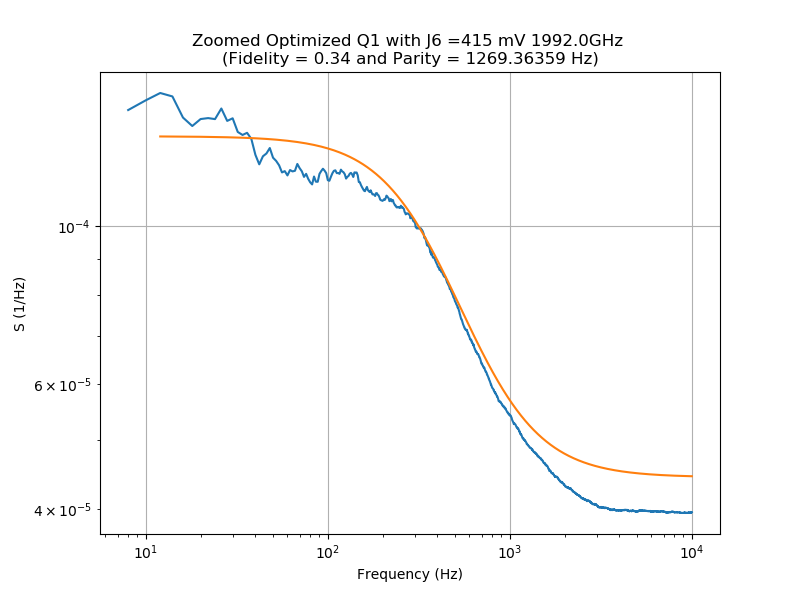 Zoomed Optimized Q1 with J6 =415 mV 1992.0GHz
(Fidelity = 0.34 and Parity = 1269.36359 Hz)
S (1/Hz)
10⁻⁴
6 × 10⁻⁵
4 × 10⁻⁵
10¹ 10² 10³ 10⁴
Frequency (Hz)